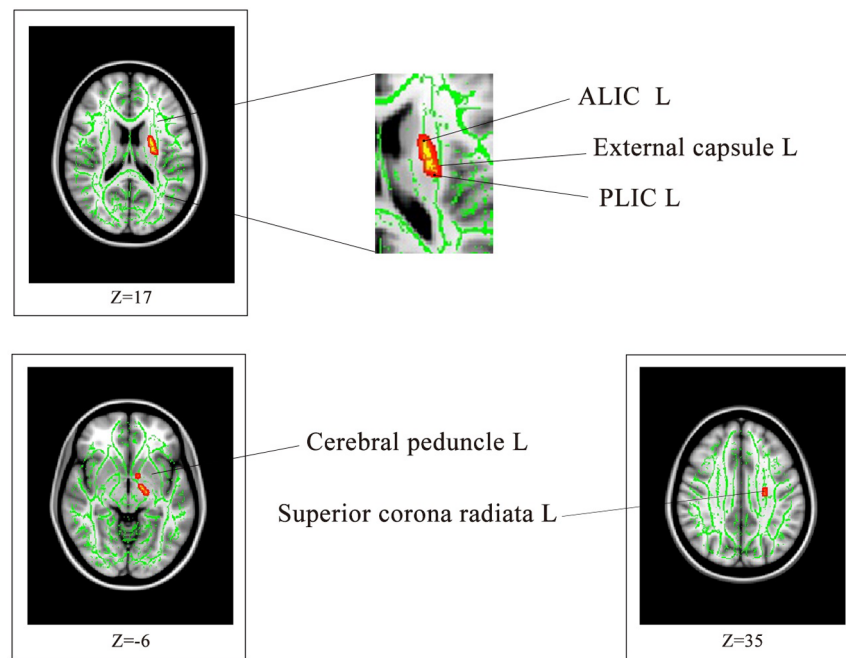 ALIC L
External capsule L
PLIC L
Z=17
Cerebral peduncle L
Superior corona radiata L
Z=-6
Z=35